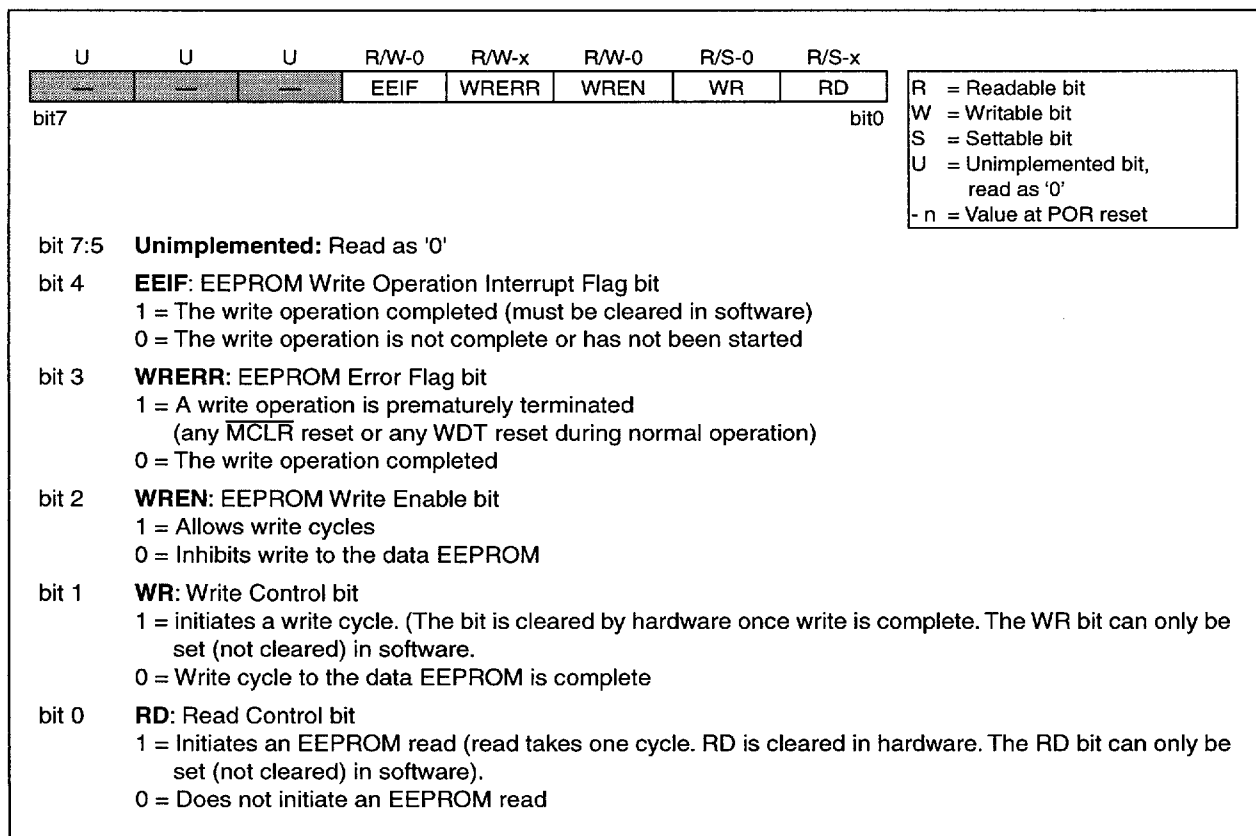 U U U R/W-0 R/W-x R/W-0 R/S-0 R/S-x
— — — EEIF WRERR WREN WR RD
bit7 bit0
R = Readable bit
W = Writable bit
S = Settable bit
U = Unimplemented bit,
read as ‘0’
- n = Value at POR reset
bit 7:5 Unimplemented: Read as '0'
bit 4 EEIF: EEPROM Write Operation Interrupt Flag bit
1 = The write operation completed (must be cleared in software)
0 = The write operation is not complete or has not been started
bit 3 WRERR: EEPROM Error Flag bit
1 = A write operation is prematurely terminated
(any M̅C̅L̅R̅ reset or any WDT reset during normal operation)
0 = The write operation completed
bit 2 WREN: EEPROM Write Enable bit
1 = Allows write cycles
0 = Inhibits write to the data EEPROM
bit 1 WR: Write Control bit
1 = initiates a write cycle. (The bit is cleared by hardware once write is complete. The WR bit can only be
set (not cleared) in software.
0 = Write cycle to the data EEPROM is complete
bit 0 RD: Read Control bit
1 = Initiates an EEPROM read (read takes one cycle. RD is cleared in hardware. The RD bit can only be
set (not cleared) in software).
0 = Does not initiate an EEPROM read